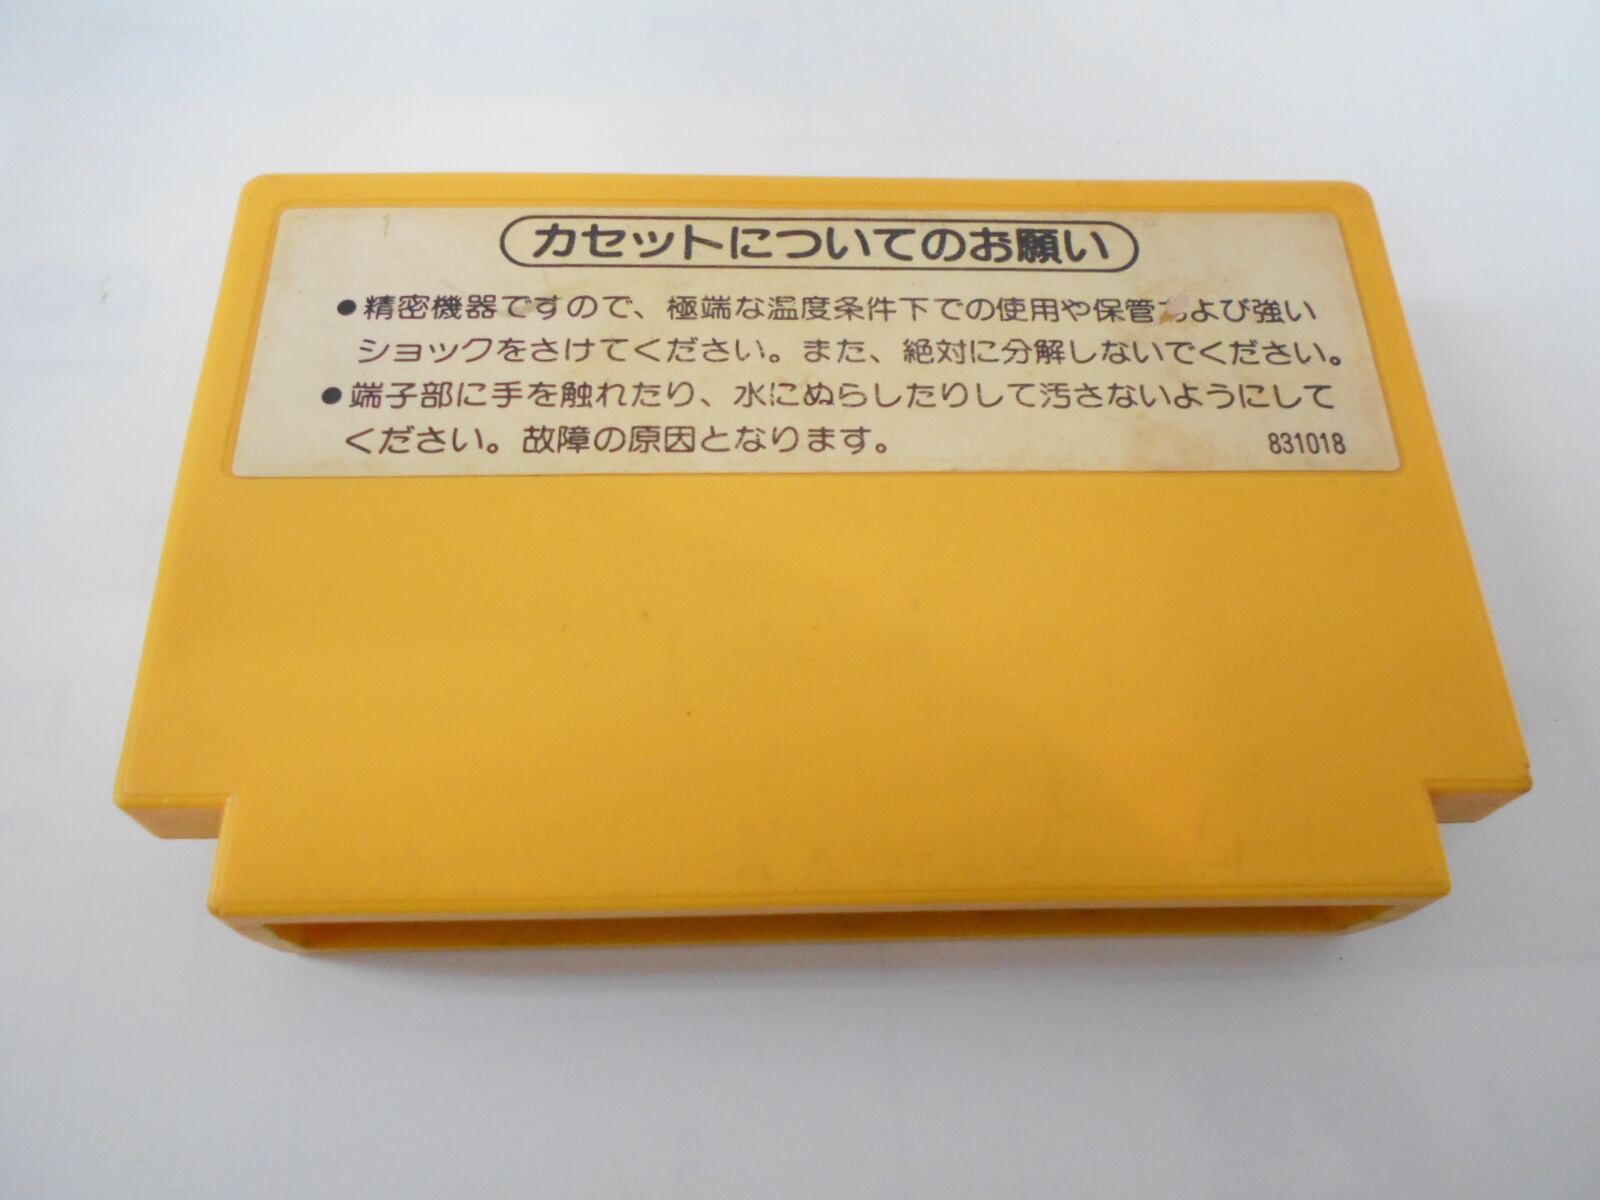 カセットについてのお願い
●精密機器ですので、極端な温度条件下での使用や保管および強い
ショックをさけてください。また、絶対に分解しないでください。
●端子部に手を触れたり、水にぬらしたりして汚さないようにして
ください。故障の原因となります。
831018